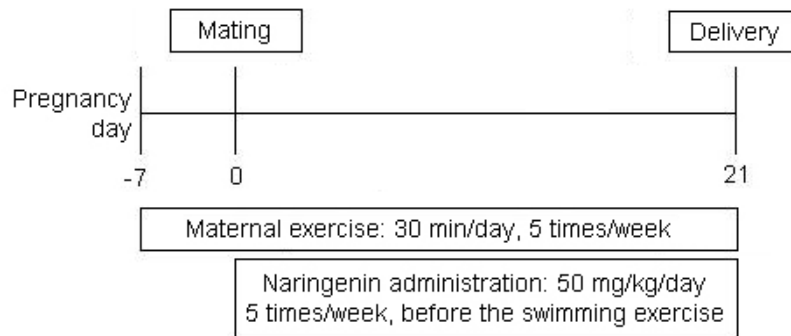 Mating
Delivery
Pregnancy
day
-7
0
21
Maternal exercise: 30 min/day, 5 times/week
Naringenin administration: 50 mg/kg/day
5 times/week, before the swimming exercise